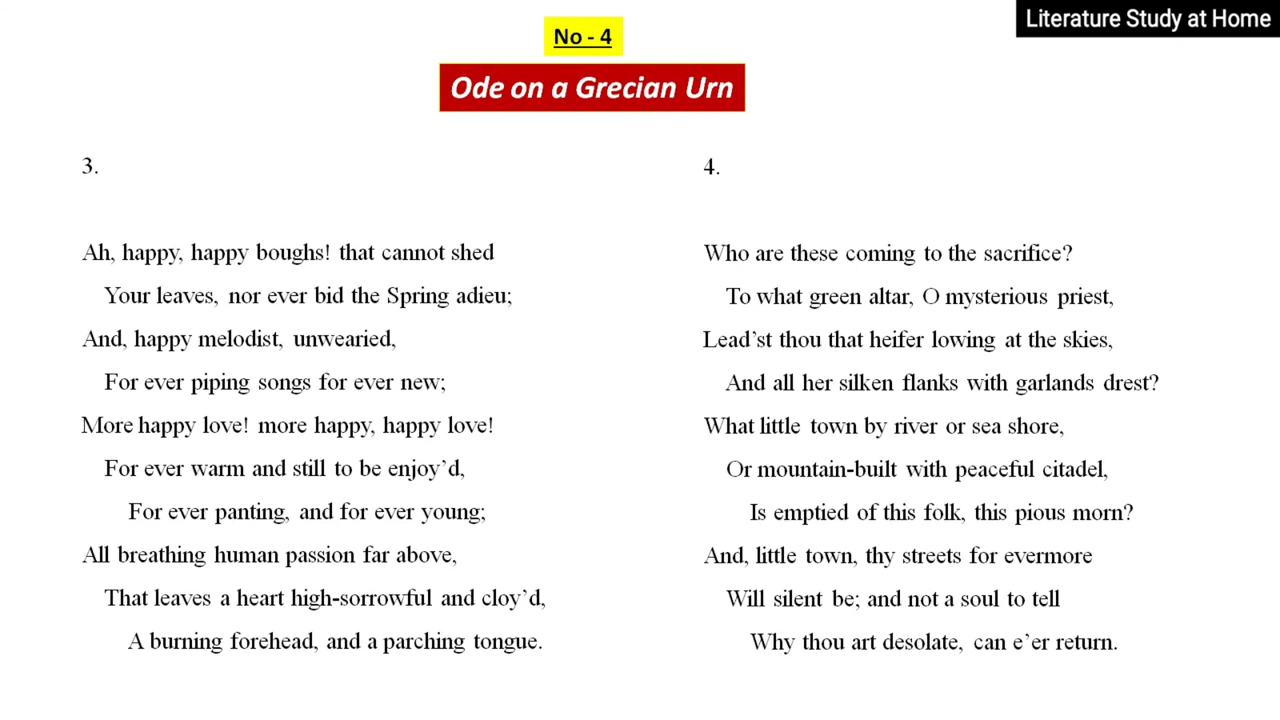 Literature Study at Home
No - 4
Ode on a Grecian Urn
3.
Ah, happy, happy boughs! that cannot shed
Your leaves, nor ever bid the Spring adieu;
And, happy melodist, unwearied,
For ever piping songs for ever new;
More happy love! more happy, happy love!
For ever warm and still to be enjoy’d,
For ever panting, and for ever young;
All breathing human passion far above,
That leaves a heart high-sorrowful and cloy’d,
A burning forehead, and a parching tongue.
4.
Who are these coming to the sacrifice?
To what green altar, O mysterious priest,
Lead’st thou that heifer lowing at the skies,
And all her silken flanks with garlands drest?
What little town by river or sea shore,
Or mountain-built with peaceful citadel,
Is emptied of this folk, this pious morn?
And, little town, thy streets for evermore
Will silent be; and not a soul to tell
Why thou art desolate, can e’er return.